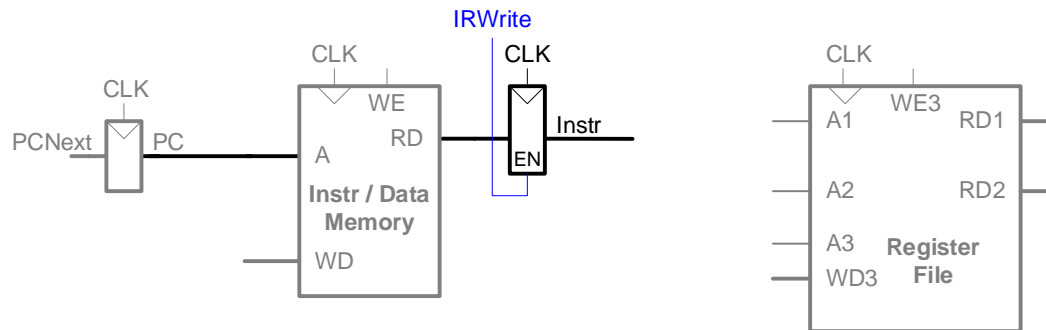 IRWrite
CLK
CLK
CLK
CLK
WE
WE3
PCNext
PC
A
RD
EN
Instr
A1
RD1
Instr / Data
Memory
A2
RD2
WD
A3
WD3
Register
File